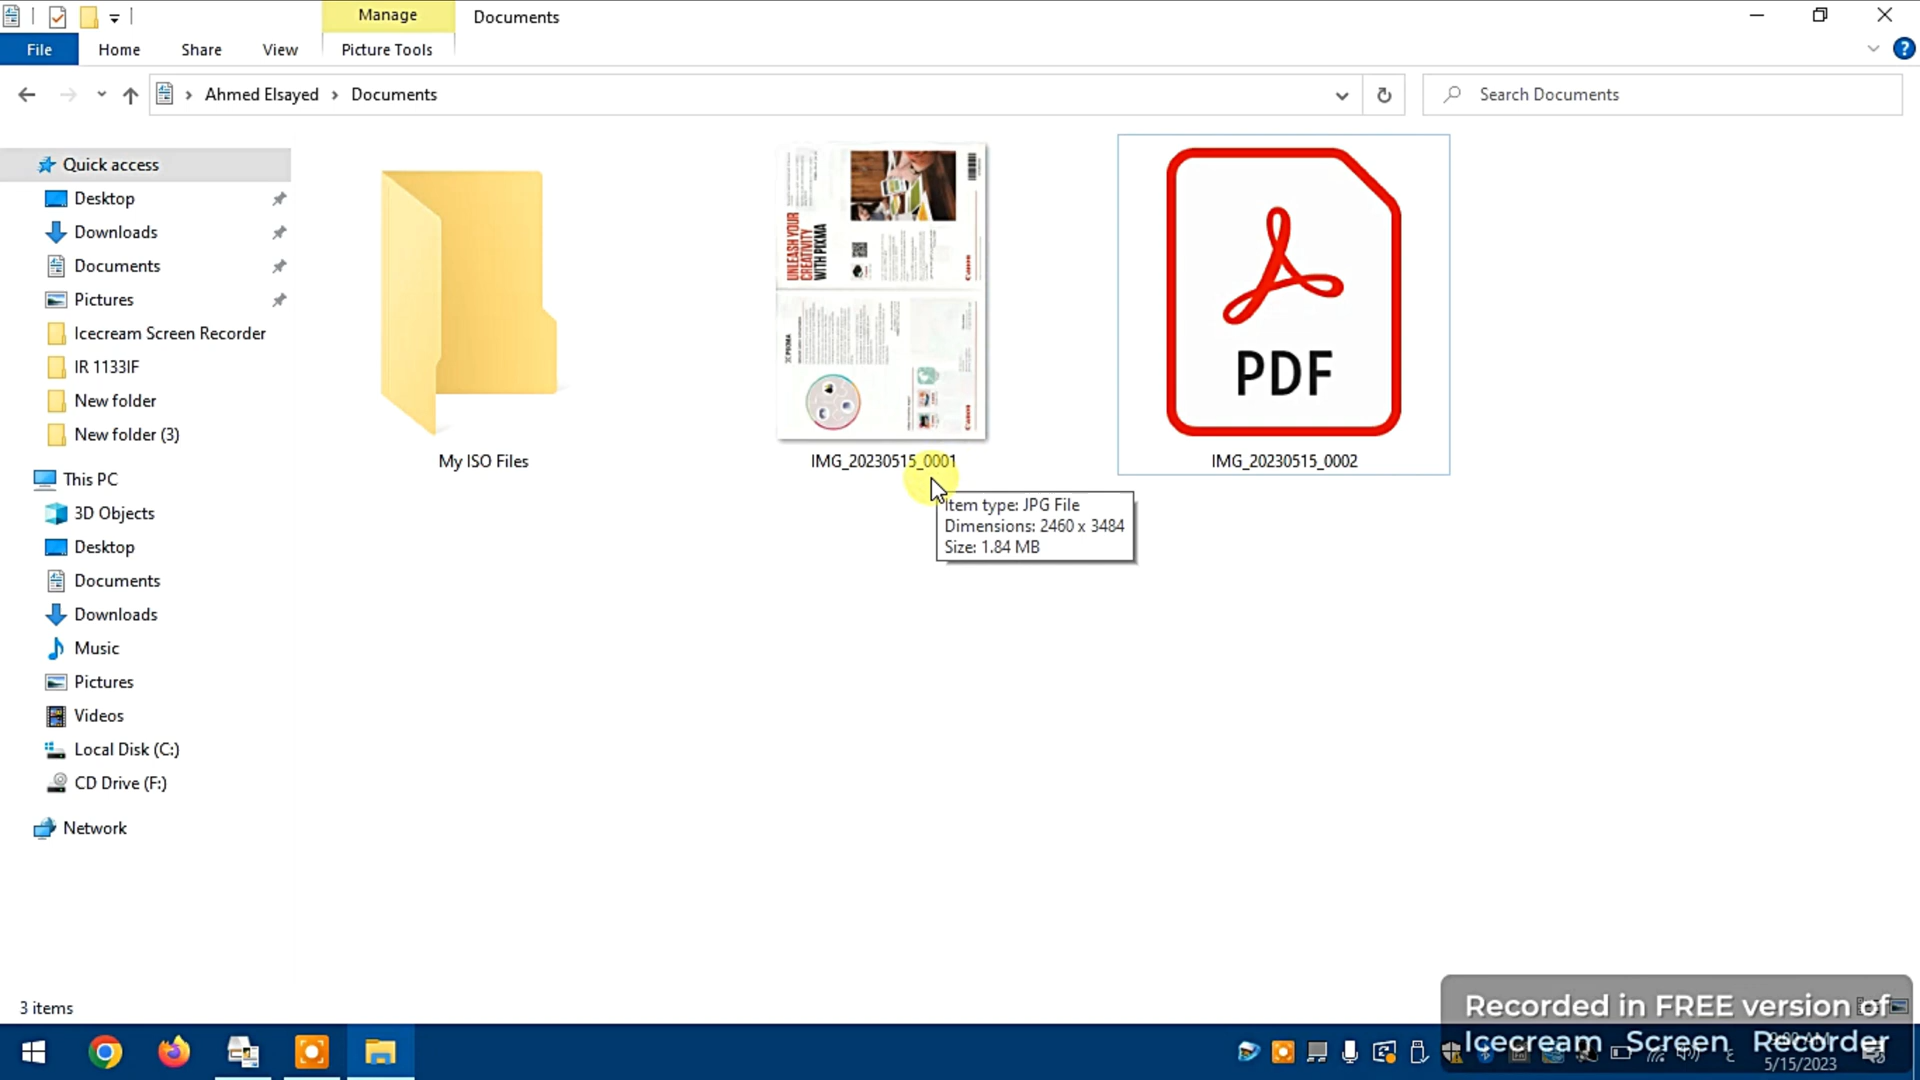 Manage
Documents
File
Home
Share
View
Picture Tools
Ahmed Elsayed
Documents
Search Documents
Quick access
Desktop
Downloads
Documents
Pictures
Icecream Screen Recorder
IR 1133IF
New folder
New folder (3)
This PC
3D Objects
Desktop
Documents
Downloads
Music
Pictures
Videos
Local Disk (C:)
CD Drive (F:)
Network
UNLEASH YOUR
CREATIVITY
WITH PIXMA
Canon
PIXMA
Canon
PDF
My ISO Files
IMG_20230515_0001
IMG_20230515_0002
Item type: JPG File
Dimensions: 2460 x 3484
Size: 1.84 MB
3 items
Recorded in FREE version of
Icecream Screen Recorder
ع
5/15/2023